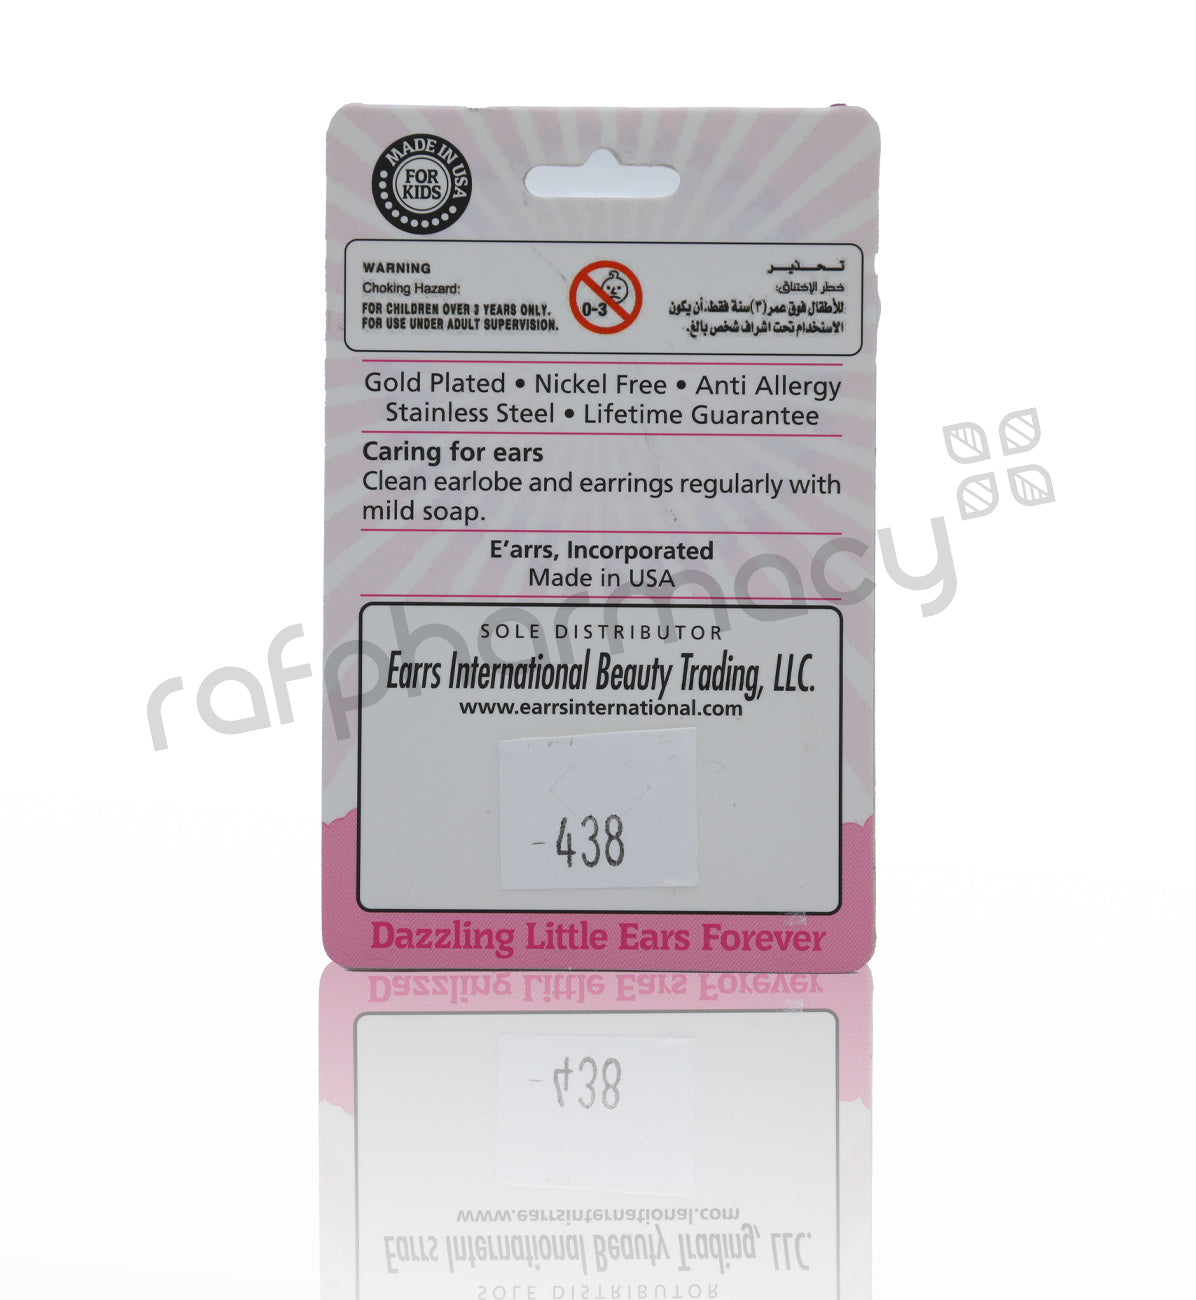 MADE IN USA
FOR
KIDS
WARNING
Choking Hazard:
FOR CHILDREN OVER 3 YEARS ONLY.
FOR USE UNDER ADULT SUPERVISION.
0-3
تحذير
خطر الإختناق:
للأطفال فوق عمر (٣) سنة فقط. أن يكون
الاستخدام تحت اشراف شخص بالغ.
Gold Plated • Nickel Free • Anti Allergy
Stainless Steel • Lifetime Guarantee
Caring for ears
Clean earlobe and earrings regularly with
mild soap.
E'arrs, Incorporated
Made in USA
rafpharmacy
SOLE DISTRIBUTOR
Earrs International Beauty Trading, LLC.
www.earrsinternational.com
-438
Dazzling Little Ears Forever